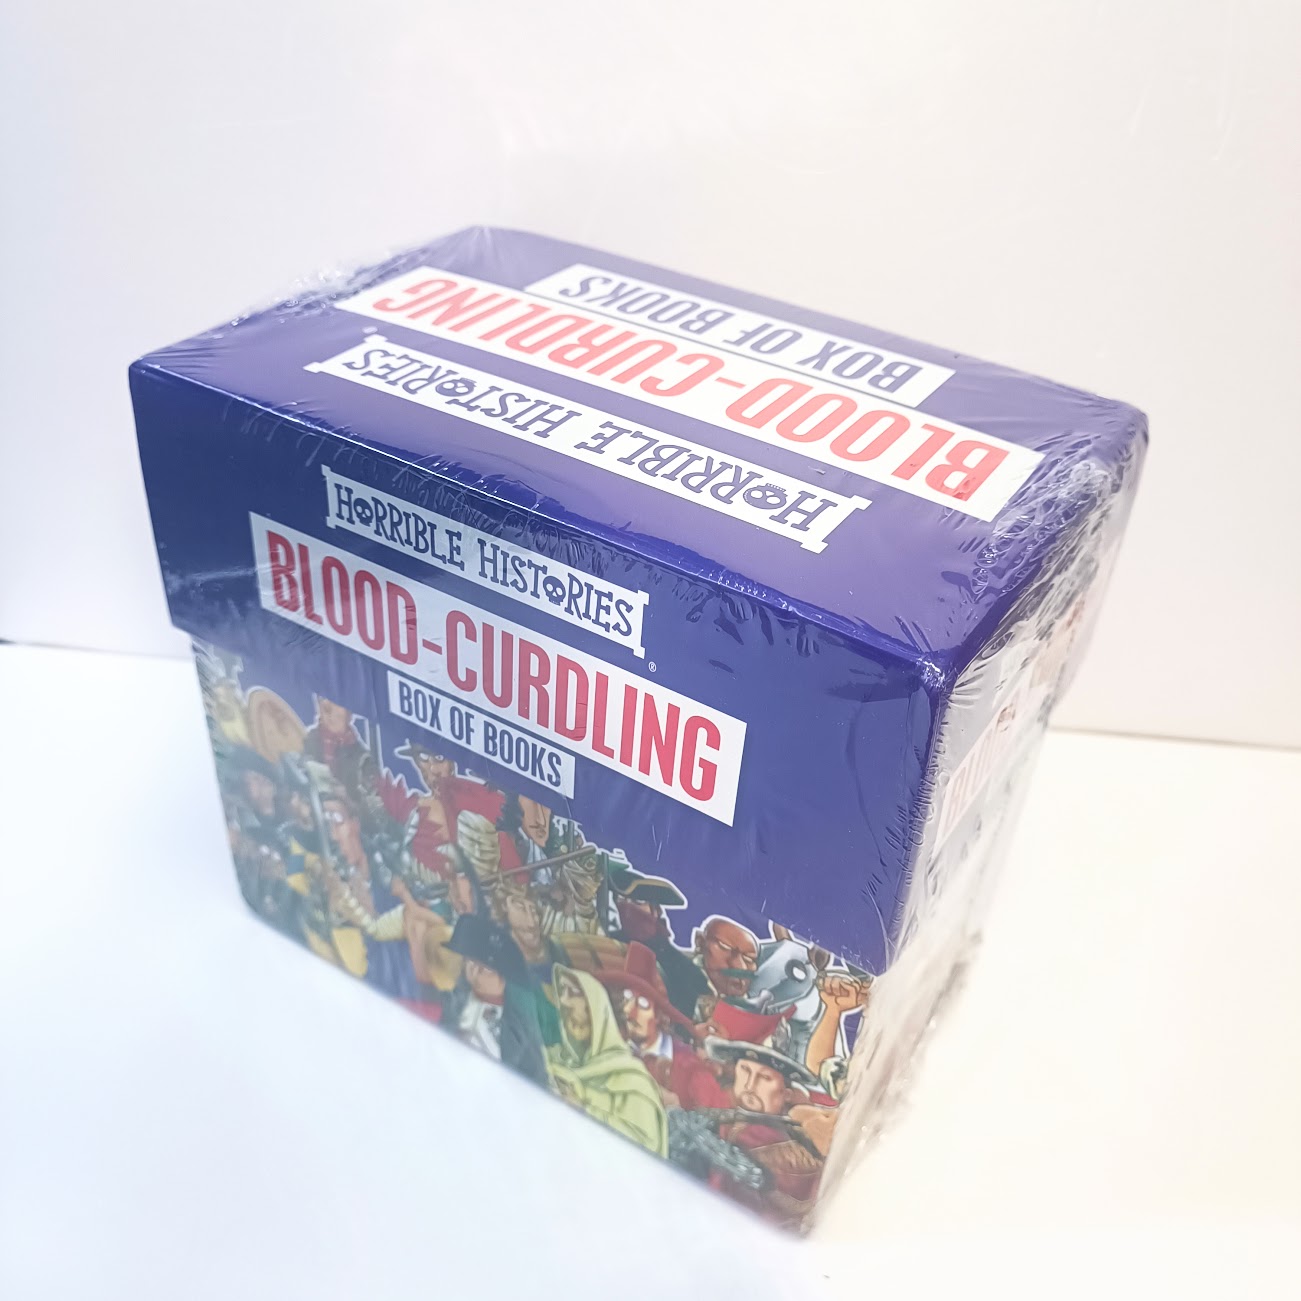 HORRIBLE HISTORIES
BLOOD-CURDLING
BOX OF BOOKS
HORRIBLE HISTORIES
®
BLOOD-CURDLING
BOX OF BOOKS